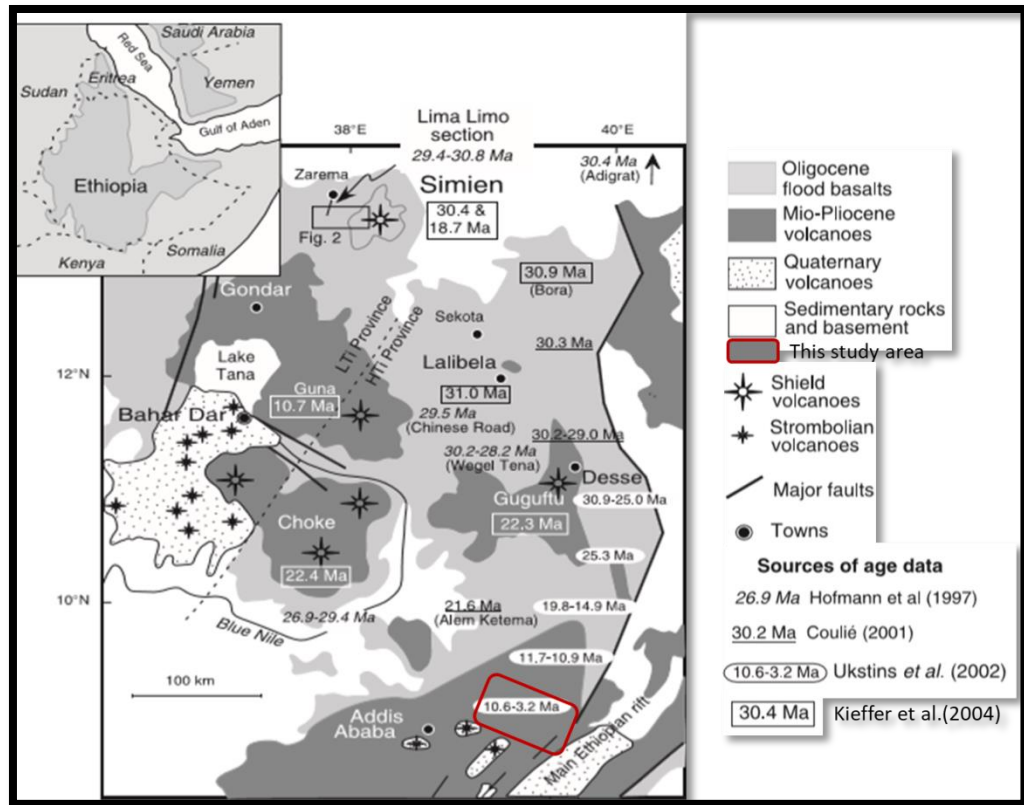 Saudi Arabia
Red Sea
Eritrea
Sudan
Yemen
Gulf of Aden
Ethiopia
Somalia
Kenya
38°E
Lima Limo
section
29.4-30.8 Ma
40°E
30.4 Ma
(Adigrat)
Zarema
Simien
30.4 &
18.7 Ma
Fig. 2
Gondar
30.9 Ma
(Bora)
LTi Province
HTi Province
Sekota
30.3 Ma
Lake
Tana
Lalibela
12°N
Guna
10.7 Ma
31.0 Ma
Bahar Dar
29.5 Ma
(Chinese Road)
30.2-29.0 Ma
30.2-28.2 Ma
(Wegel Tena)
Desse
Guguftu
30.9-25.0 Ma
22.3 Ma
Choke
25.3 Ma
22.4 Ma
10°N
26.9-29.4 Ma
21.6 Ma
(Alem Ketema)
19.8-14.9 Ma
Blue Nile
11.7-10.9 Ma
100 km
10.6-3.2 Ma
Addis
Ababa
Main Ethiopian rift
Oligocene
flood basalts
Mio-Pliocene
volcanoes
Quaternary
volcanoes
Sedimentary rocks
and basement
This study area
Shield
volcanoes
Strombolian
volcanoes
Major faults
Towns
Sources of age data
26.9 Ma Hofmann et al (1997)
30.2 Ma Coulié (2001)
10.6-3.2 Ma Ukstins et al. (2002)
30.4 Ma Kieffer et al.(2004)